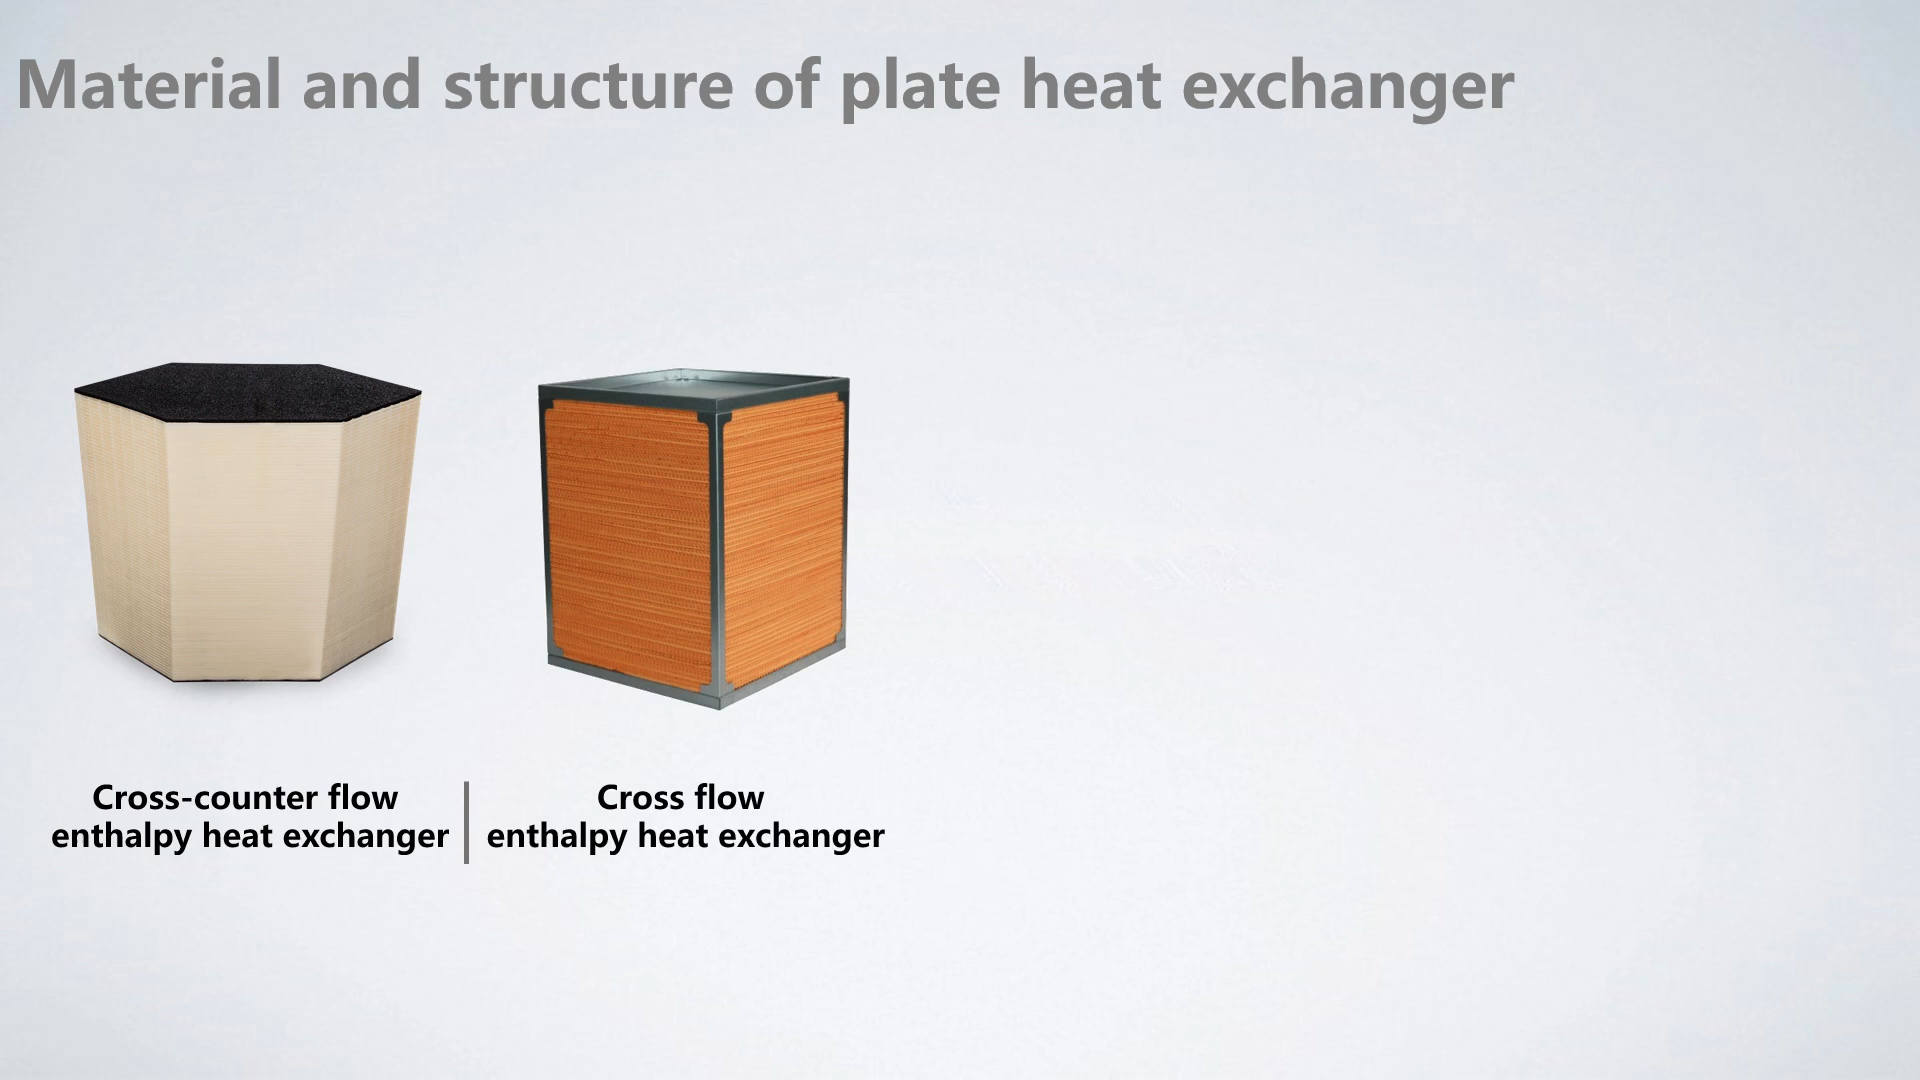 Material and structure of plate heat exchanger
Cross-counter flow
enthalpy heat exchanger
Cross flow
enthalpy heat exchanger